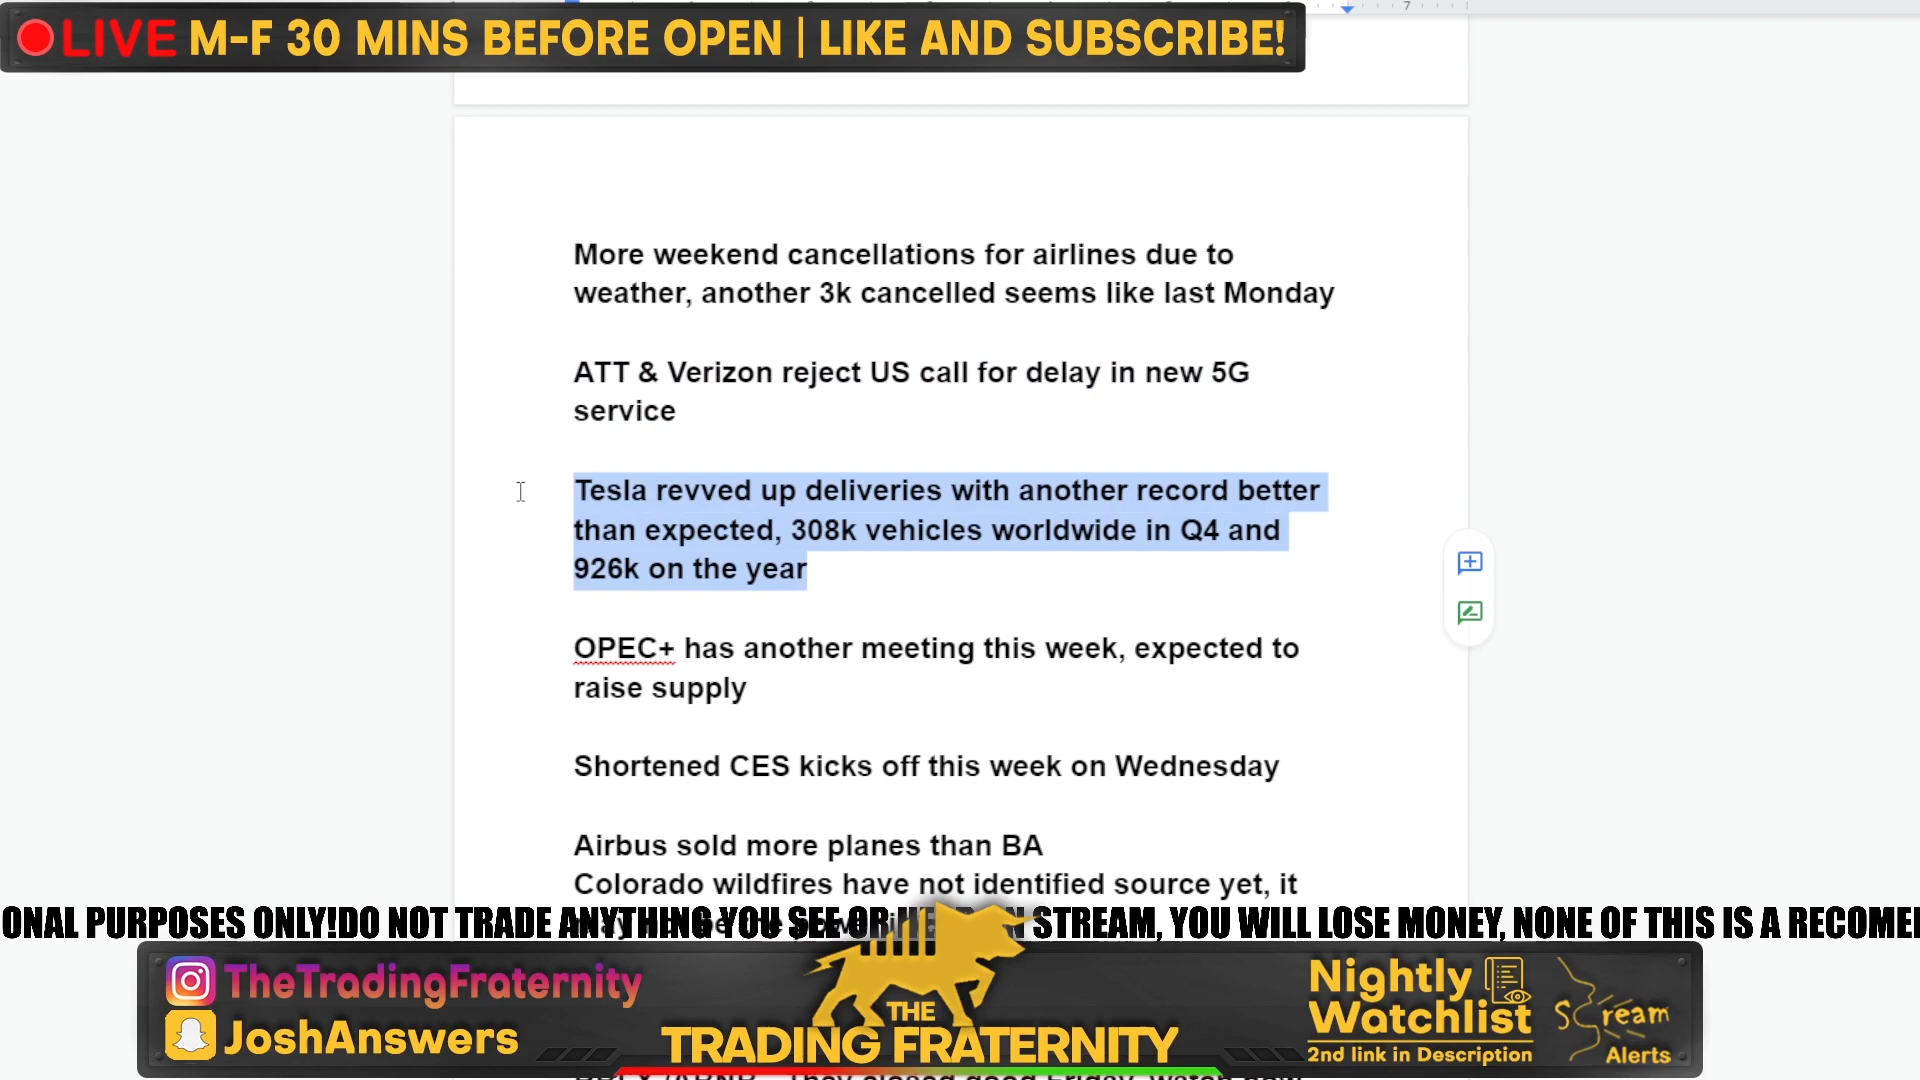 LIVE M-F 30 MINS BEFORE OPEN | LIKE AND SUBSCRIBE!
7
More weekend cancellations for airlines due to
weather, another 3k cancelled seems like last Monday
ATT & Verizon reject US call for delay in new 5G
service
Tesla revved up deliveries with another record better
than expected, 308k vehicles worldwide in Q4 and
926k on the year
OPEC+ has another meeting this week, expected to
raise supply
Shortened CES kicks off this week on Wednesday
Airbus sold more planes than BA
Colorado wildfires have not identified source yet, it
ONAL PURPOSES ONLY!DO NOT TRADE ANYTHING YOU SEE OR STREAM, YOU WILL LOSE MONEY, NONE OF THIS IS A RECOME
TheTradingFraternity
JoshAnswers
THE
TRADING FRATERNITY
Nightly
Watchlist
2nd link in Description
Scream
Alerts